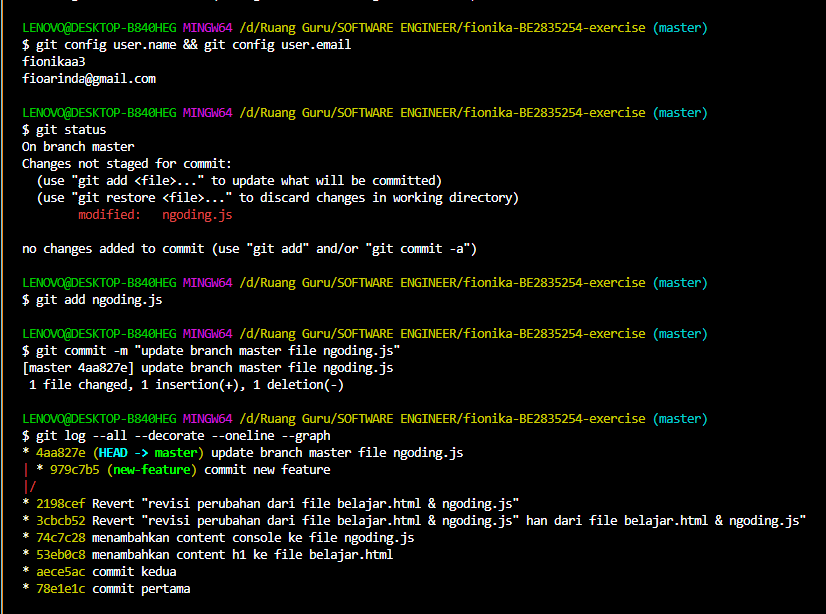 LENOVO@DESKTOP-B840HEG MINGW64 /d/Ruang Guru/SOFTWARE ENGINEER/fionika-BE2835254-exercise (master)
$ git config user.name && git config user.email
fionikaa3
fioarinda@gmail.com
LENOVO@DESKTOP-B840HEG MINGW64 /d/Ruang Guru/SOFTWARE ENGINEER/fionika-BE2835254-exercise (master)
$ git status
On branch master
Changes not staged for commit:
  (use "git add <file>..." to update what will be committed)
  (use "git restore <file>..." to discard changes in working directory)
        modified:   ngoding.js
no changes added to commit (use "git add" and/or "git commit -a")
LENOVO@DESKTOP-B840HEG MINGW64 /d/Ruang Guru/SOFTWARE ENGINEER/fionika-BE2835254-exercise (master)
$ git add ngoding.js
LENOVO@DESKTOP-B840HEG MINGW64 /d/Ruang Guru/SOFTWARE ENGINEER/fionika-BE2835254-exercise (master)
$ git commit -m "update branch master file ngoding.js"
[master 4aa827e] update branch master file ngoding.js
 1 file changed, 1 insertion(+), 1 deletion(-)
LENOVO@DESKTOP-B840HEG MINGW64 /d/Ruang Guru/SOFTWARE ENGINEER/fionika-BE2835254-exercise (master)
$ git log --all --decorate --oneline --graph
* 4aa827e (HEAD -> master) update branch master file ngoding.js
| * 979c7b5 (new-feature) commit new feature
|/
* 2198cef Revert "revisi perubahan dari file belajar.html & ngoding.js"
* 3cbcb52 Revert "revisi perubahan dari file belajar.html & ngoding.js" han dari file belajar.html & ngoding.js"
* 74c7c28 menambahkan content console ke file ngoding.js
* 53eb0c8 menambahkan content h1 ke file belajar.html
* aece5ac commit kedua
* 78e1e1c commit pertama